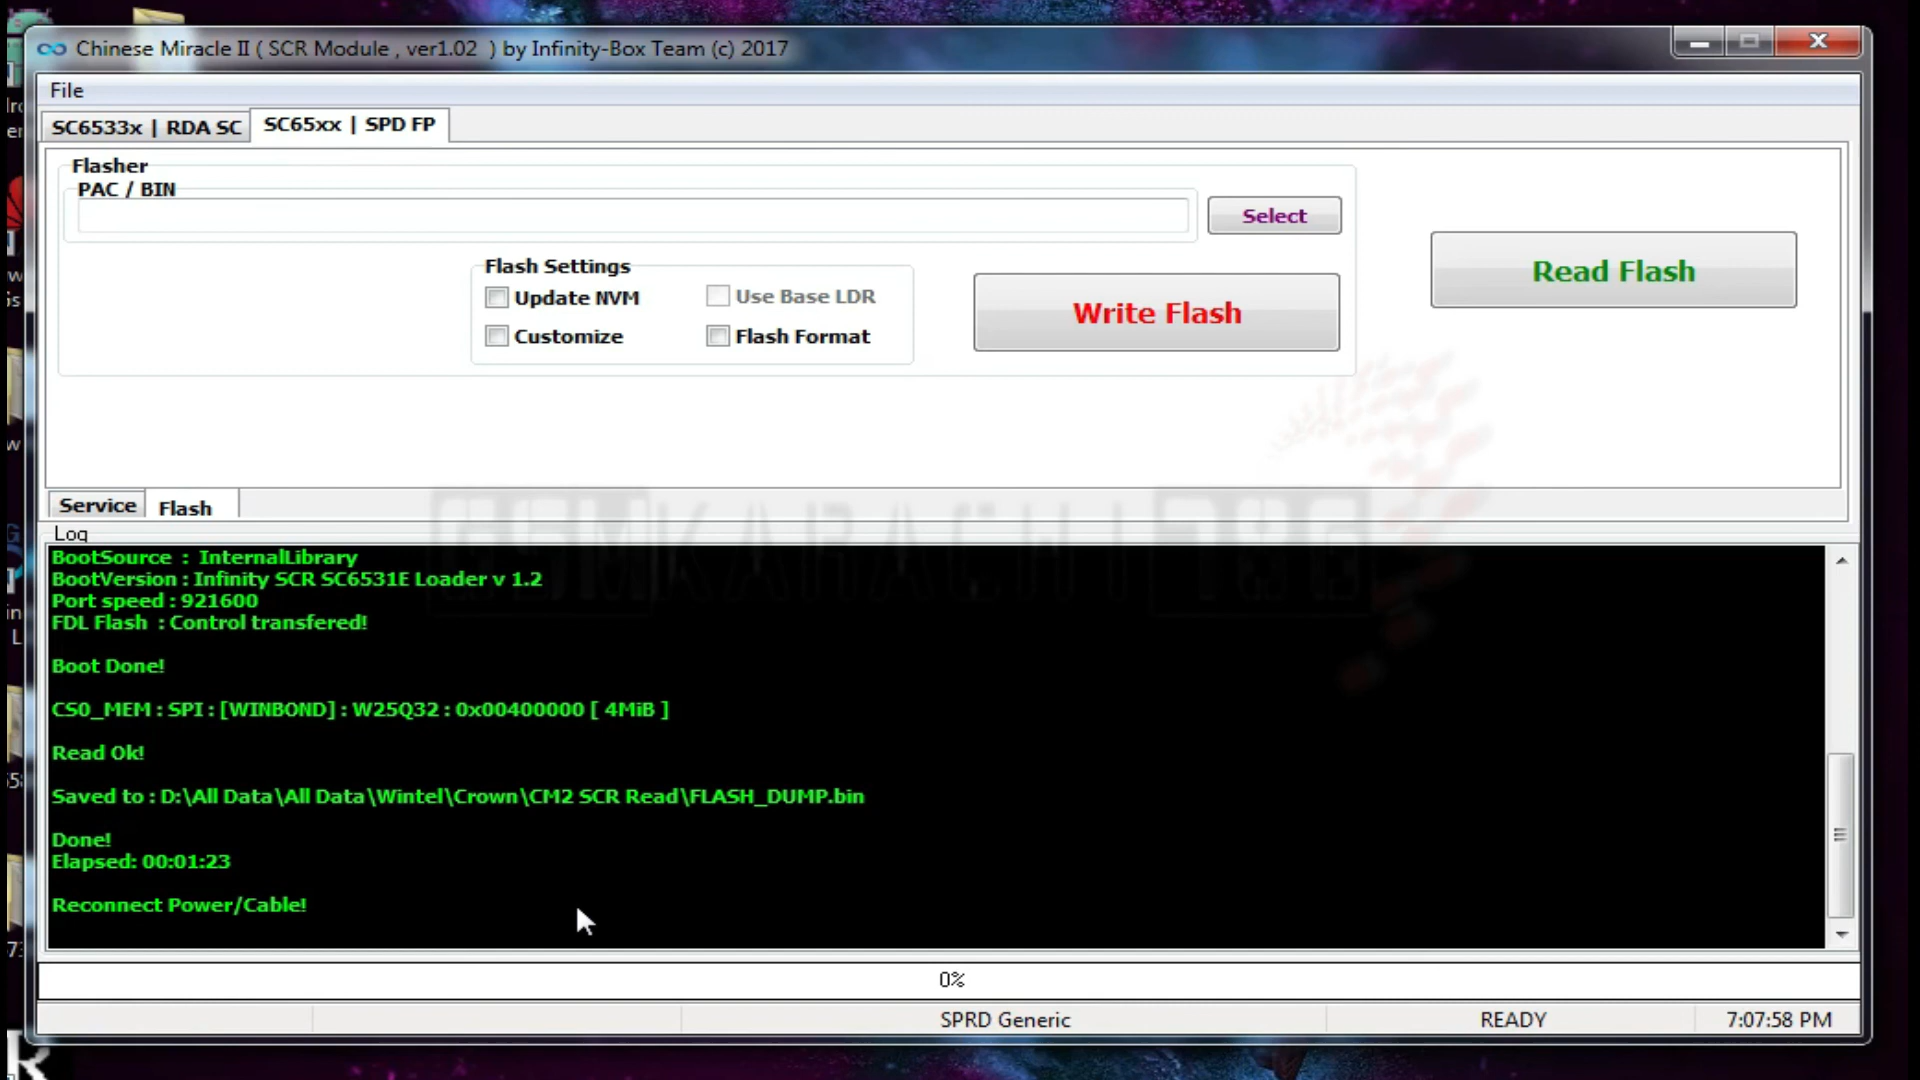 Chinese Miracle II ( SCR Module , ver1.02 ) by Infinity-Box Team (c) 2017
File
SC6533x | RDA SC
SC65xx | SPD FP
Flasher
PAC / BIN
Select
Read Flash
Flash Settings
Update NVM
Use Base LDR
Write Flash
Customize
Flash Format
Service
Flash
GSMKARACHI786
Log
BootSource : InternalLibrary
BootVersion : Infinity SCR SC6531E Loader v 1.2
Port speed : 921600
FDL Flash : Control transfered!
Boot Done!
CS0_MEM : SPI : [WINBOND] : W25Q32 : 0x00400000 [ 4MiB ]
Read Ok!
Saved to : D:\All Data\All Data\Wintel\Crown\CM2 SCR Read\FLASH_DUMP.bin
Done!
Elapsed: 00:01:23
Reconnect Power/Cable!
0%
SPRD Generic
READY
7:07:58 PM